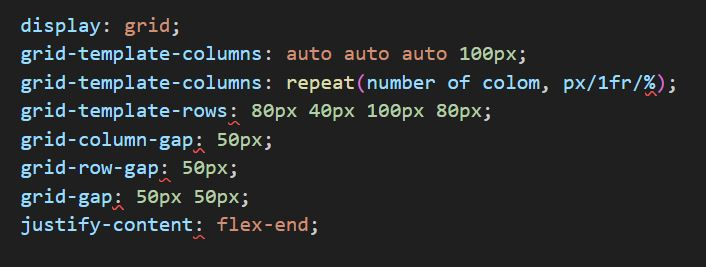 display: grid;
grid-template-columns: auto auto auto 100px;
grid-template-columns: repeat(number of colom, px/1fr/%);
grid-template-rows: 80px 40px 100px 80px;
grid-column-gap: 50px;
grid-row-gap: 50px;
grid-gap: 50px 50px;
justify-content: flex-end;